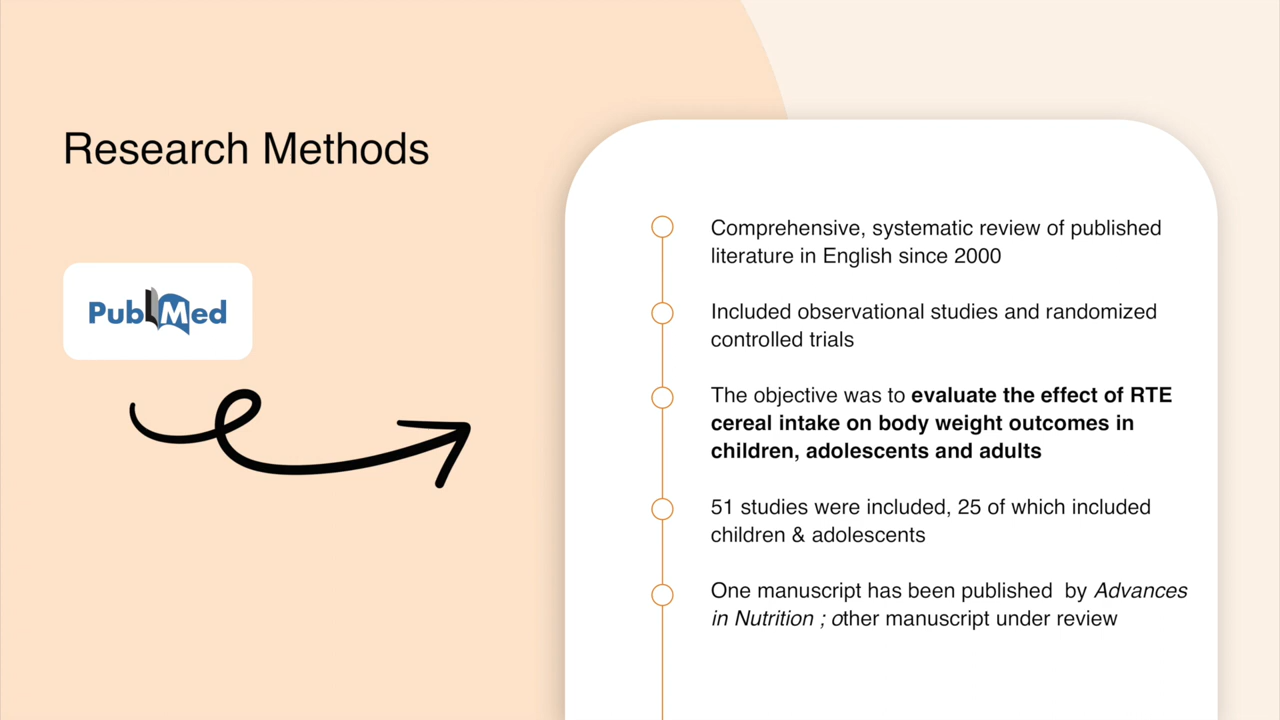 Research Methods
PubMed
Comprehensive, systematic review of published
literature in English since 2000
Included observational studies and randomized
controlled trials
The objective was to evaluate the effect of RTE
cereal intake on body weight outcomes in
children, adolescents and adults
51 studies were included, 25 of which included
children & adolescents
One manuscript has been published  by Advances
in Nutrition ; other manuscript under review